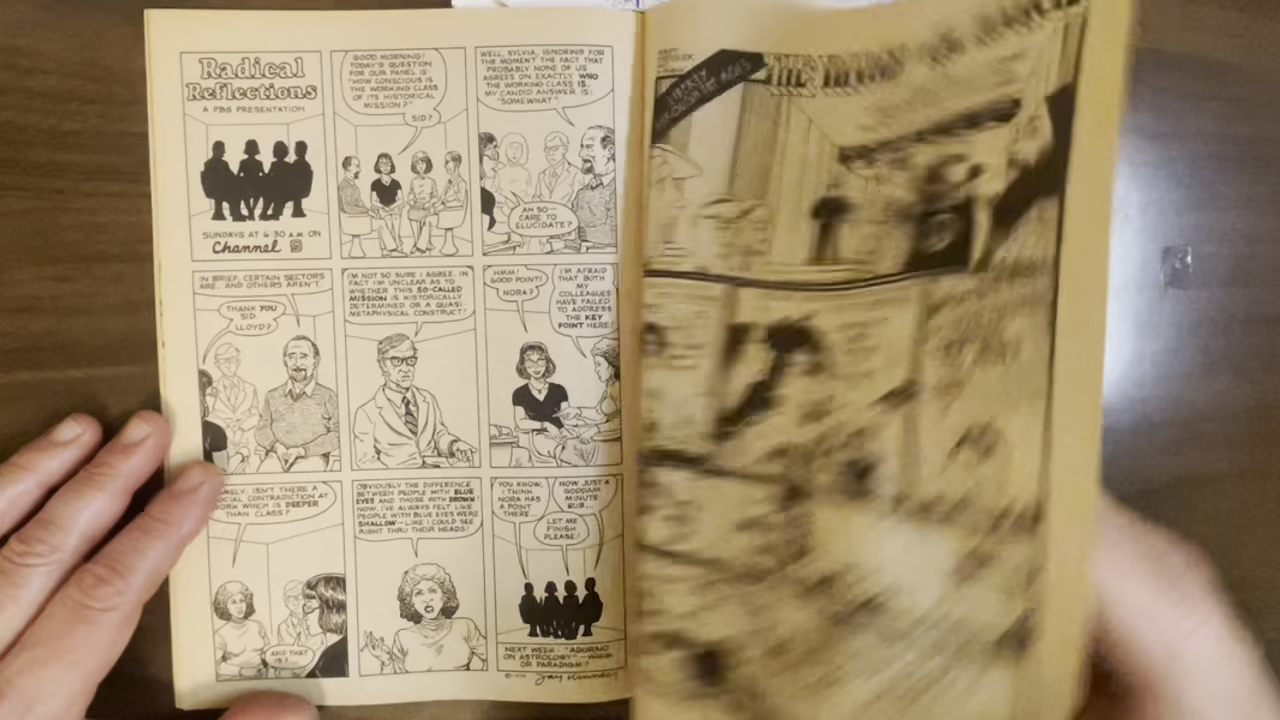 Radical
Reflections
A PBS PRESENTATION
SUNDAYS AT 6:30 A.M. ON
Channel 9
GOOD MORNING!
TODAY'S QUESTION
FOR OUR PANEL IS:
"HOW CONSCIOUS IS
THE WORKING CLASS
OF ITS HISTORICAL
MISSION?"
SID?
WELL, SYLVIA, IGNORING FOR
THE MOMENT THE FACT THAT
PROBABLY NONE OF US
AGREES ON EXACTLY WHO
THE WORKING CLASS IS,
MY CANDID ANSWER IS:
"SOMEWHAT".
AH SO—
CARE TO
ELUCIDATE?
IN BRIEF, CERTAIN SECTORS
ARE, AND OTHERS AREN'T.
THANK YOU
SID.
LLOYD?
I'M NOT SO SURE I AGREE. IN
FACT I'M UNCLEAR AS TO
WHETHER THIS SO-CALLED
MISSION IS HISTORICALLY
DETERMINED OR A QUASI-
METAPHYSICAL CONSTRUCT!
HMM!
GOOD POINT!
NORA?
I'M AFRAID
THAT BOTH
MY
COLLEAGUES
HAVE FAILED
TO ADDRESS
THE KEY
POINT HERE!
ISN'T THERE A
CONTRADICTION AT
WHICH IS DEEPER
THAN CLASS?
AND THAT
IS?...
OBVIOUSLY THE DIFFERENCE
BETWEEN PEOPLE WITH BLUE
EYES AND THOSE WITH BROWN!
NOW, I'VE ALWAYS FELT LIKE
PEOPLE WITH BLUE EYES WERE
SHALLOW—LIKE I COULD SEE
RIGHT THRU THEIR HEADS!
YOU KNOW,
I THINK
NORA HAS
A POINT
THERE...
NOW JUST A
GODDAM
MINUTE
BUB...
LET ME
FINISH
PLEASE!
NEXT WEEK: "ADORNO
ON ASTROLOGY"—
OR PARADIGM?
Jay Kinney
LIBERTY